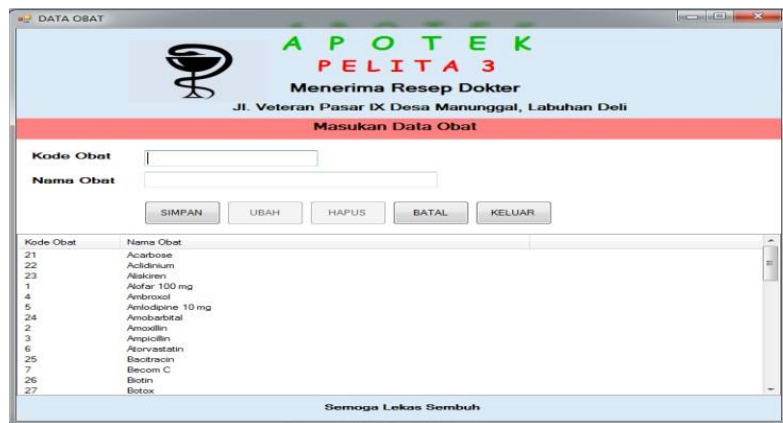 DATA OBAT
A P O T E K
PELITA 3
Menerima Resep Dokter
Jl. Veteran Pasar IX Desa Manunggal, Labuhan Deli
Masukan Data Obat
Kode Obat
Nama Obat
SIMPAN UBAH HAPUS BATAL KELUAR
Kode Obat Nama Obat
21 Acarbose
22 Aclidinium
23 Aliskiren
1 Alofar 100 mg
4 Ambroxol
5 Amlodipine 10 mg
24 Amobarbital
2 Amoxillin
3 Ampicillin
6 Atorvastatin
25 Bacitracin
7 Becom C
26 Biotin
27 Botox
Semoga Lekas Sembuh